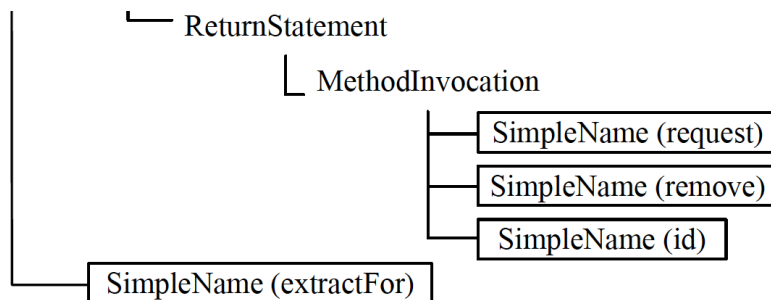 ReturnStatement
MethodInvocation
SimpleName (request)
SimpleName (remove)
SimpleName (id)
SimpleName (extractFor)